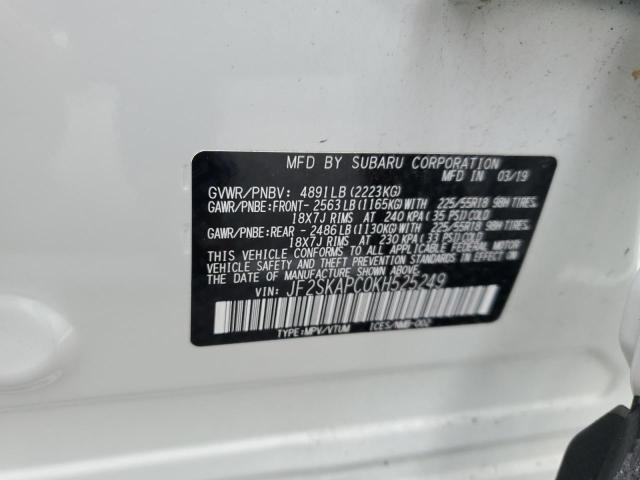 MFD BY SUBARU CORPORATION
MFD IN 03/19
GVWR/PNBV: 4891LB (2223KG)
GAWR/PNBE:FRONT- 2563LB(1165KG)WITH 225/55R18 98H TIRES
18X7J RIMS AT 240 KPA( 35 PSI)COLD
GAWR/PNBE:REAR - 2486LB(1130KG)WITH 225/55R18 98H TIRES
18X7J RIMS AT 230 KPA( 33 PSI)COLD
THIS VEHICLE CONFORMS TO ALL APPLICABLE FEDERAL MOTOR
VEHICLE SAFETY AND THEFT PREVENTION STANDARDS IN EFFECT
ON THE DATE OF MANUFACTURE SHOWN ABOVE.
VIN: JF2SKAPC0KH525249
TYPE:MPV/VTUM ICES/NMB-002